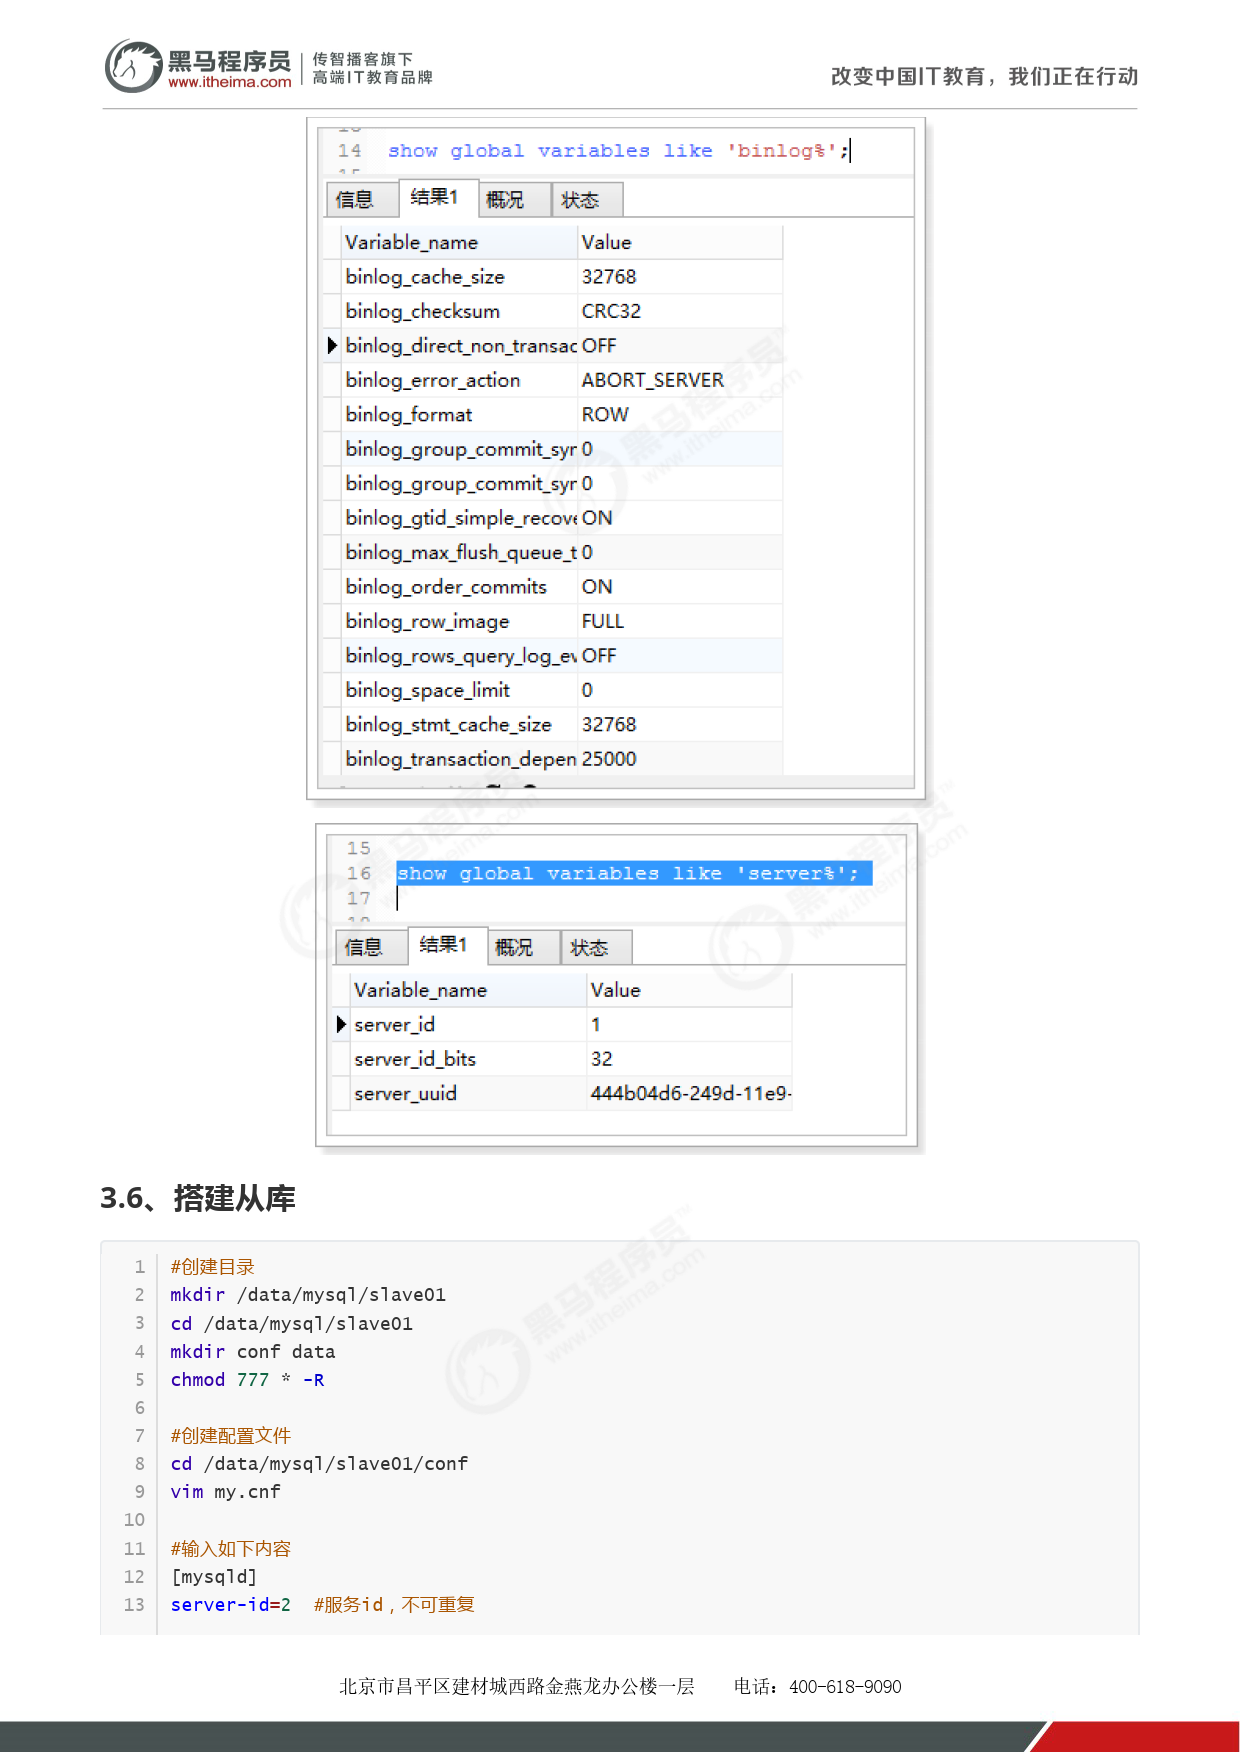 黑马程序员
www.itheima.com
传智播客旗下
高端IT教育品牌
改变中国IT教育，我们正在行动
14 show global variables like 'binlog%';
信息 结果1 概况 状态
Variable_name Value
binlog_cache_size 32768
binlog_checksum CRC32
binlog_direct_non_transac OFF
binlog_error_action ABORT_SERVER
binlog_format ROW
binlog_group_commit_syn 0
binlog_group_commit_syn 0
binlog_gtid_simple_recove ON
binlog_max_flush_queue_t 0
binlog_order_commits ON
binlog_row_image FULL
binlog_rows_query_log_ev OFF
binlog_space_limit 0
binlog_stmt_cache_size 32768
binlog_transaction_depen 25000
15
16 show global variables like 'server%';
17
信息 结果1 概况 状态
Variable_name Value
server_id 1
server_id_bits 32
server_uuid 444b04d6-249d-11e9-
3.6、搭建从库
1 #创建目录
2 mkdir /data/mysql/slave01
3 cd /data/mysql/slave01
4 mkdir conf data
5 chmod 777 * -R
6
7 #创建配置文件
8 cd /data/mysql/slave01/conf
9 vim my.cnf
10
11 #输入如下内容
12 [mysqld]
13 server-id=2 #服务id，不可重复
北京市昌平区建材城西路金燕龙办公楼一层 电话：400-618-9090